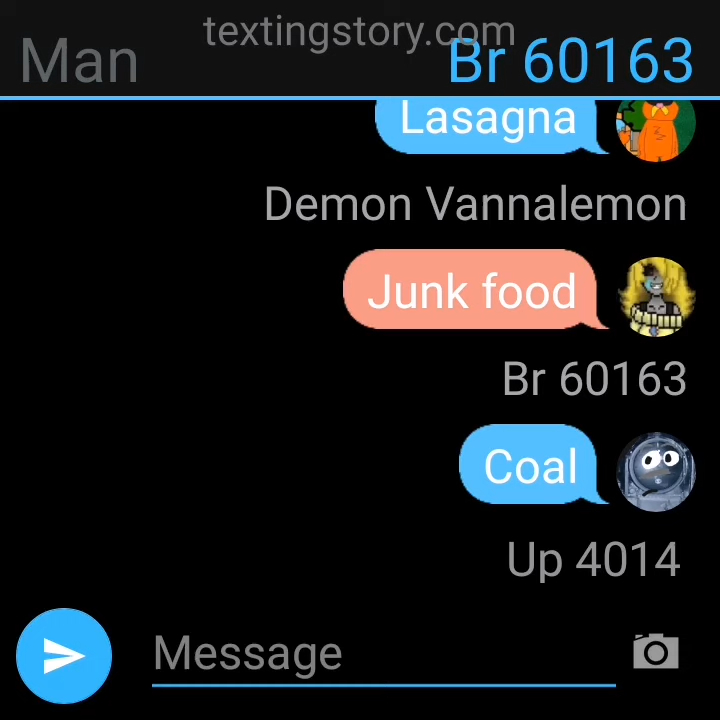 textingstory.com
Man
Br 60163
Lasagna
Demon Vannalemon
Junk food
Br 60163
Coal
Up 4014
Message